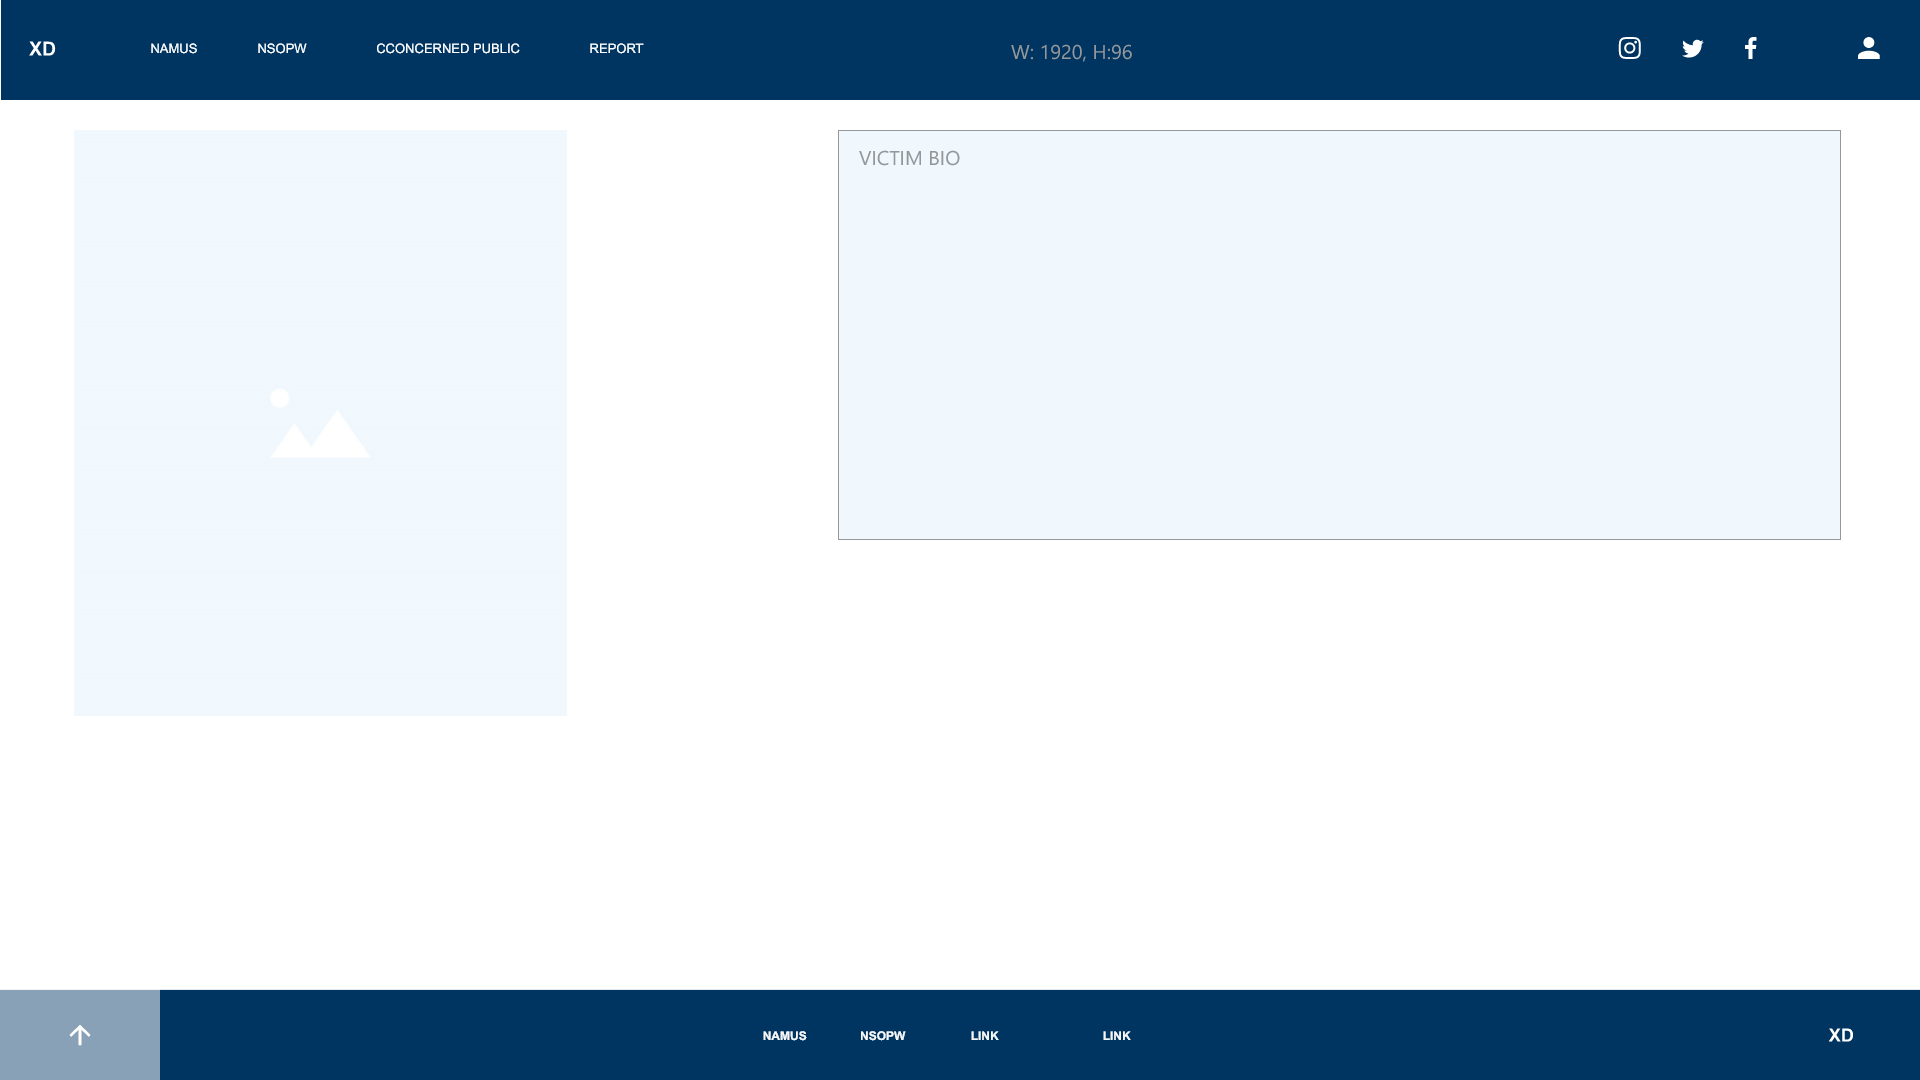 XD NAMUS NSOPW CCONCERNED PUBLIC REPORT W: 1920, H:96
VICTIM BIO
NAMUS NSOPW LINK LINK XD